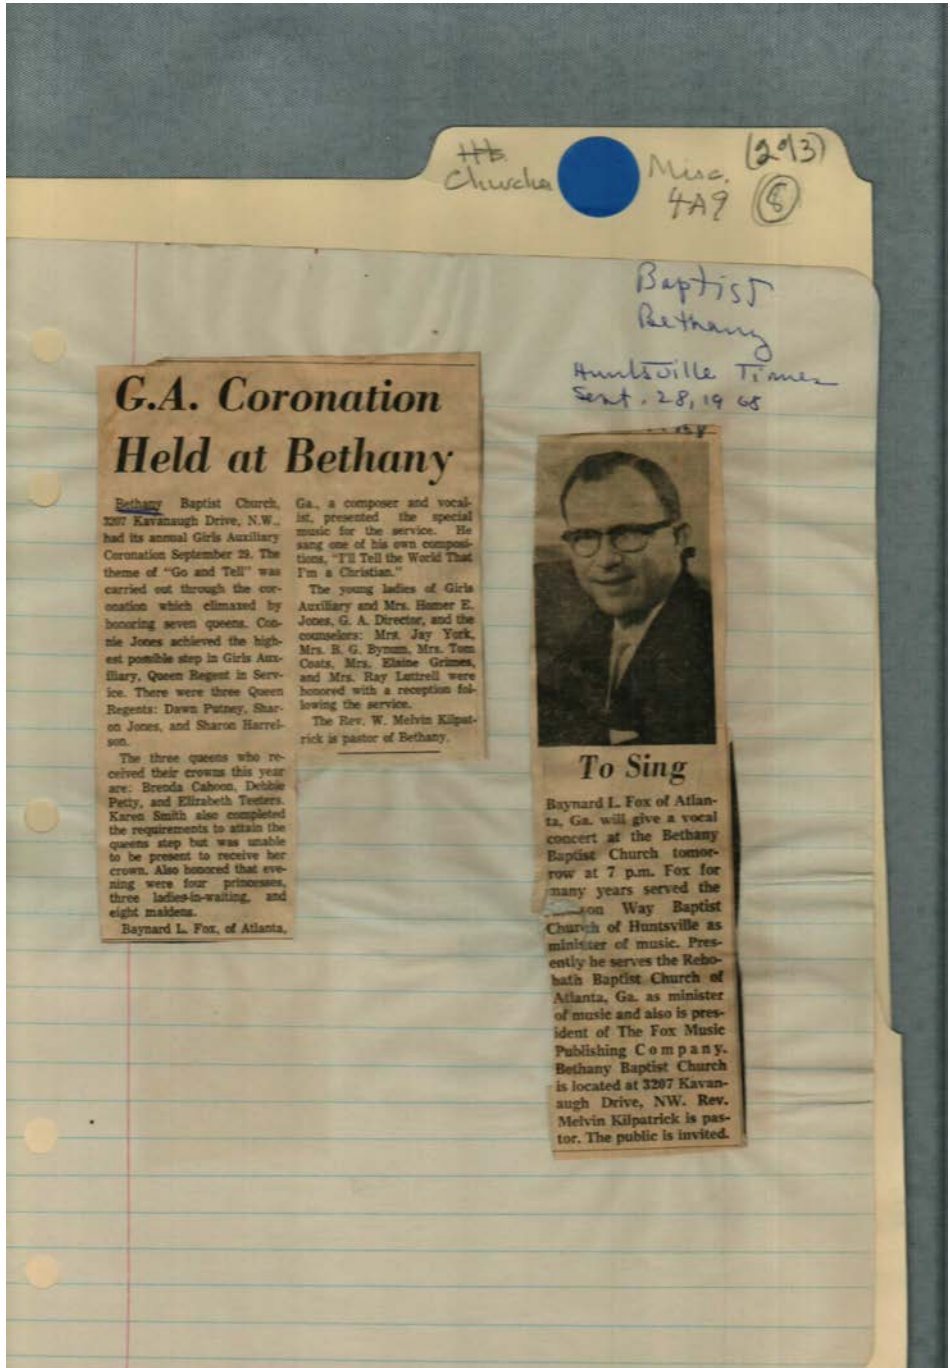 Hb.
Churches
Misc.
4A9
(293)
8
Baptist
Bethany
Huntsville Times
Sept. 28, 1968
G.A. Coronation
Held at Bethany
Bethany Baptist Church,
3207 Kavanaugh Drive, N.W.,
had its annual Girls Auxiliary
Coronation September 29. The
theme of "Go and Tell" was
carried out through the cor-
onation which climaxed by
honoring seven queens. Con-
nie Jones achieved the high-
est possible step in Girls Aux-
iliary, Queen Regent in Serv-
ice. There were three Queen
Regents: Dawn Putney, Shar-
on Jones, and Sharon Harrel-
son.
The three queens who re-
ceived their crowns this year
are: Brenda Cahoon, Debbie
Petty, and Elizabeth Teeters.
Karen Smith also completed
the requirements to attain the
queens step but was unable
to be present to receive her
crown. Also honored that eve-
ning were four princesses,
three ladies-in-waiting, and
eight maidens.
Baynard L. Fox, of Atlanta,
Ga., a composer and vocal-
ist, presented the special
music for the service. He
sang one of his own composi-
tions, "I'll Tell the World That
I'm a Christian."
The young ladies of Girls
Auxiliary and Mrs. Homer E.
Jones, G. A. Director, and the
counselors: Mrs. Jay York,
Mrs. B. G. Bynum, Mrs. Tom
Coats, Mrs. Elaine Grimes,
and Mrs. Ray Luttrell were
honored with a reception fol-
lowing the service.
The Rev. W. Melvin Kilpat-
rick is pastor of Bethany.
To Sing
Baynard L. Fox of Atlan-
ta, Ga. will give a vocal
concert at the Bethany
Baptist Church tomor-
row at 7 p.m. Fox for
many years served the
Way Baptist
Church of Huntsville as
minister of music. Pres-
ently he serves the Reho-
bath Baptist Church of
Atlanta, Ga. as minister
of music and also is pres-
ident of The Fox Music
Publishing Company.
Bethany Baptist Church
is located at 3207 Kavan-
augh Drive, NW. Rev.
Melvin Kilpatrick is pas-
tor. The public is invited.